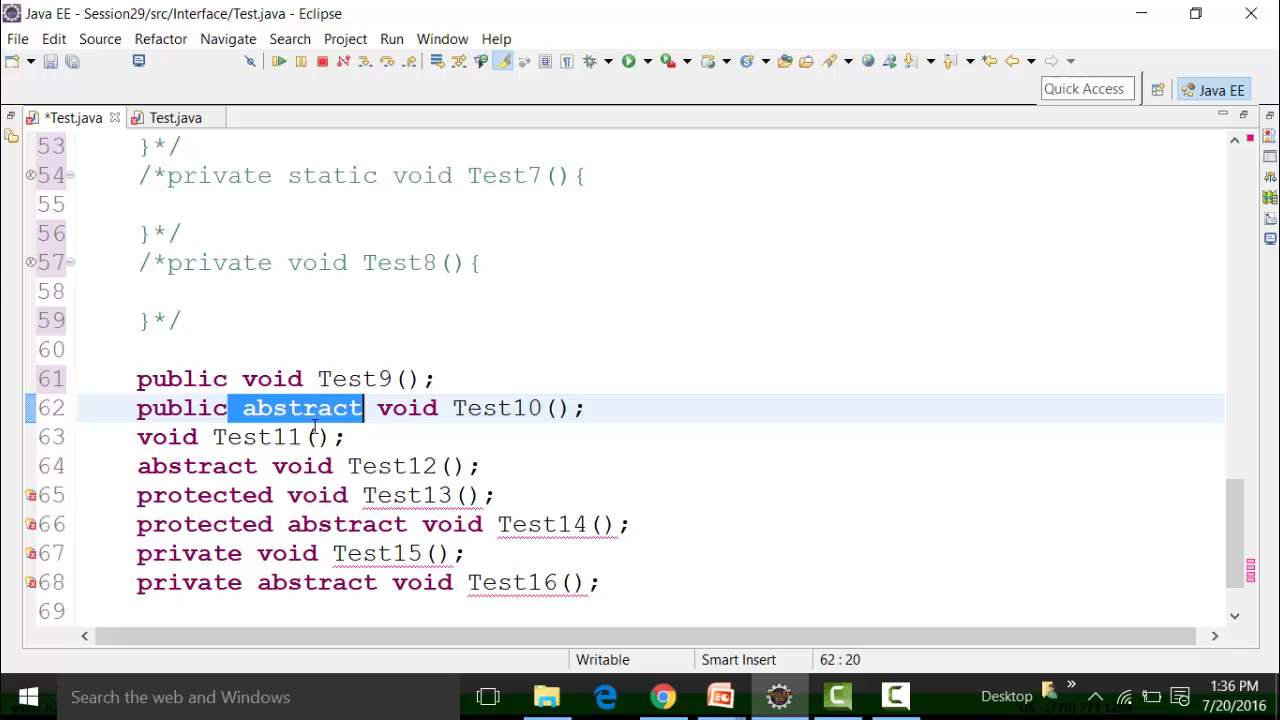 Java EE - Session29/src/Interface/Test.java - Eclipse
File Edit Source Refactor Navigate Search Project Run Window Help
Quick Access
Java EE
*Test.java
Test.java
53 }*/
54 /*private static void Test7(){
55
56 }*/
57 /*private void Test8(){
58
59 }*/
60
61 public void Test9();
62 public abstract void Test10();
63 void Test11();
64 abstract void Test12();
65 protected void Test13();
66 protected abstract void Test14();
67 private void Test15();
68 private abstract void Test16();
69
Writable
Smart Insert
62 : 20
Search the web and Windows
Desktop
1:36 PM
7/20/2016